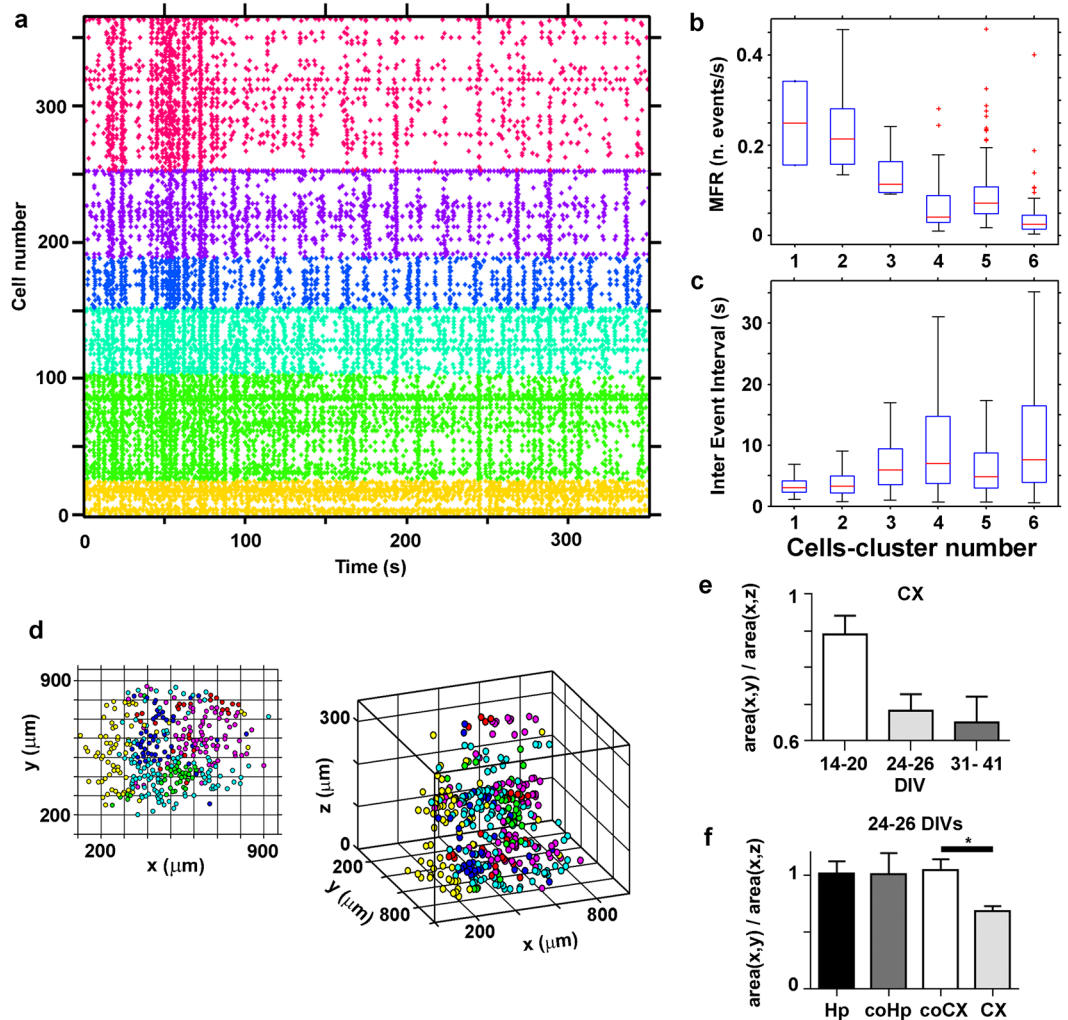 a
Cell number
300
200
100
0
0 100 200 300
Time (s)
b
MFR (n. events/s)
0.4
0.2
0
1 2 3 4 5 6
c
Inter Event Interval (s)
30
20
10
0
1 2 3 4 5 6
Cells-cluster number
d
y (μm)
900
200
200 900
x (μm)
z (μm)
300
0
200
800
y (μm)
200
800
x (μm)
e
CX
area(x,y) / area(x,z)
1
0.6
14-20 24-26 31- 41
DIV
f
24-26 DIVs
*
area(x,y) / area(x,z)
1
0
Hp coHp coCX CX